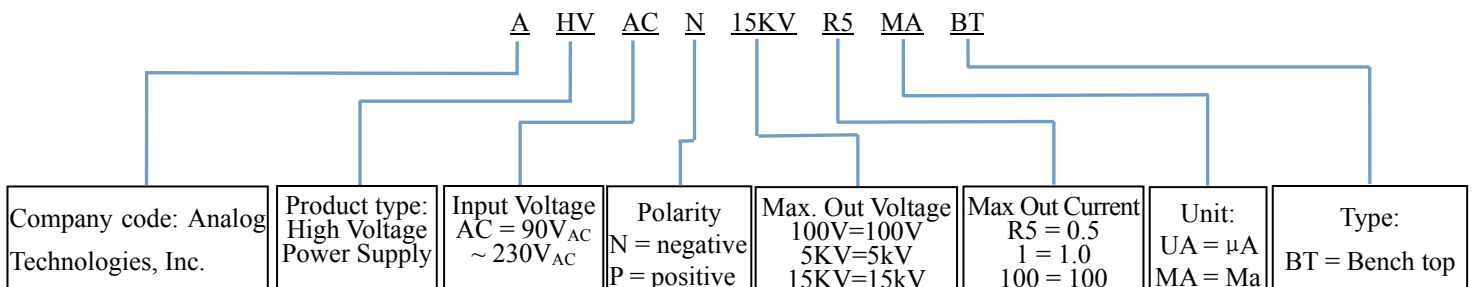 A HV AC N 15KV R5 MA BT
Company code: Analog
Technologies, Inc.
Product type:
High Voltage
Power Supply
Input Voltage
AC = 90VAC
~ 230VAC
Polarity
N = negative
P = positive
Max. Out Voltage
100V=100V
5KV=5kV
15KV=15kV
Max Out Current
R5 = 0.5
1 = 1.0
100 = 100
Unit:
UA = μA
MA = Ma
Type:
BT = Bench top